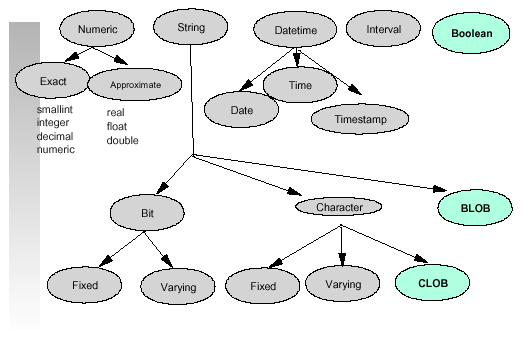 Numeric
String
Datetime
Interval
Boolean
Exact
Approximate
smallint
integer
decimal
numeric
real
float
double
Date
Time
Timestamp
Bit
Character
BLOB
Fixed
Varying
Fixed
Varying
CLOB